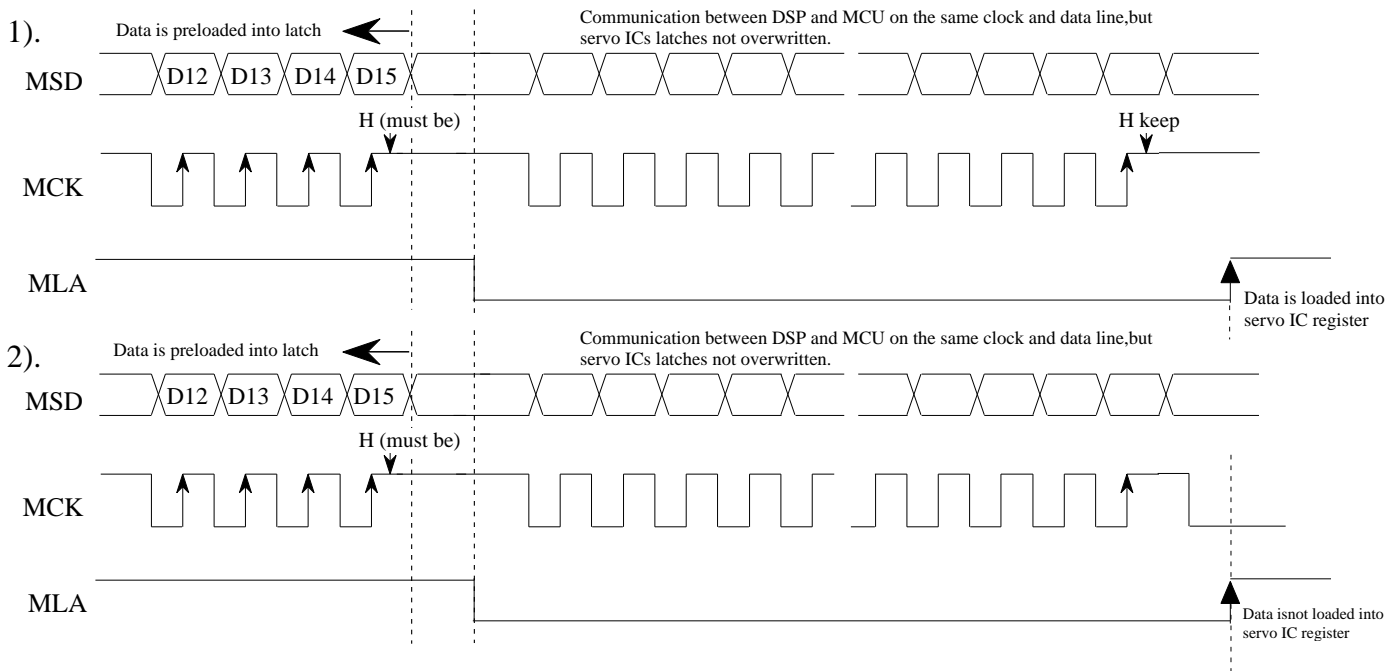 1).
Data is preloaded into latch
Communication between DSP and MCU on the same clock and data line,but
servo ICs latches not overwritten.
MSD
D12 D13 D14 D15
H (must be)
H keep
MCK
MLA
Data is loaded into
servo IC register
2).
Data is preloaded into latch
Communication between DSP and MCU on the same clock and data line,but
servo ICs latches not overwritten.
MSD
D12 D13 D14 D15
H (must be)
MCK
MLA
Data isnot loaded into
servo IC register